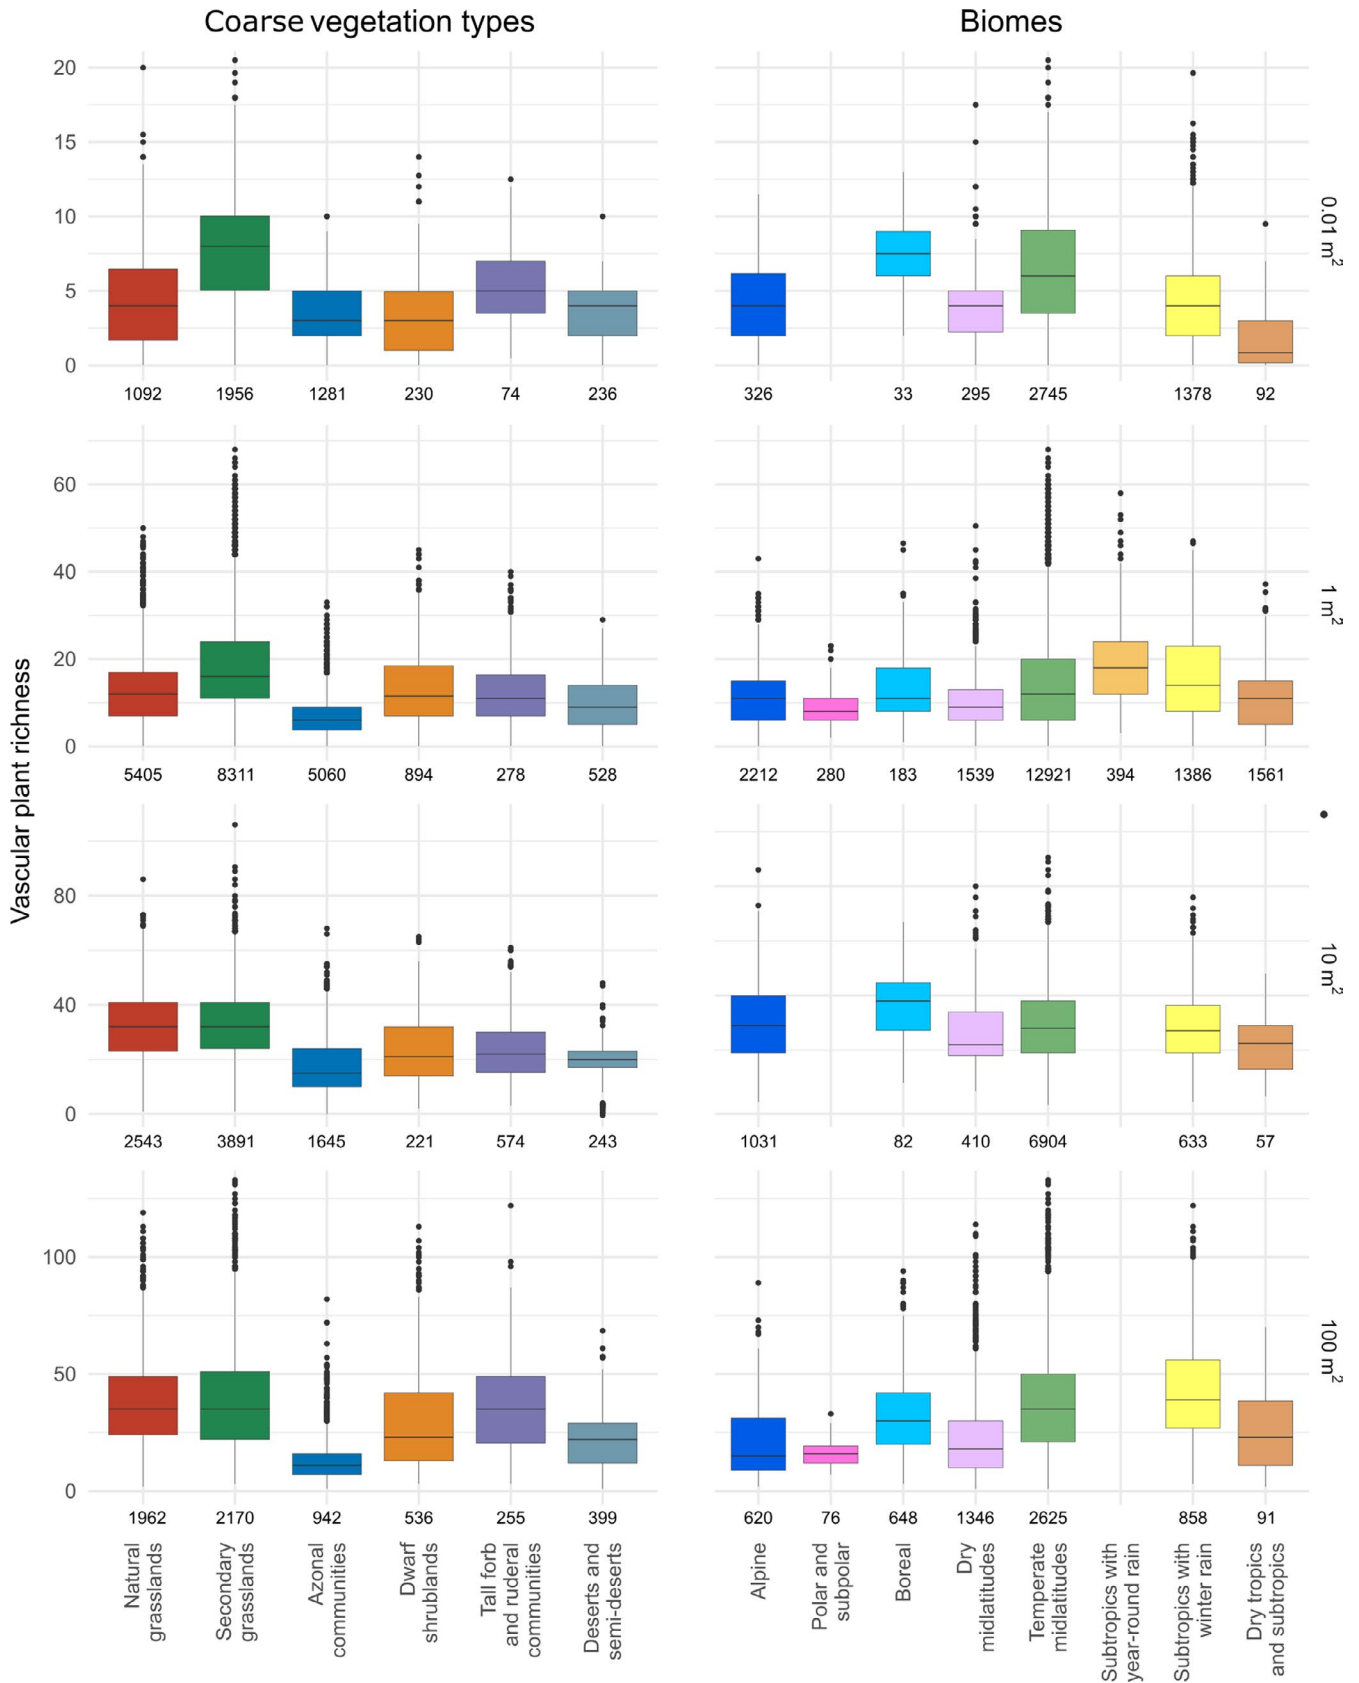 Coarse vegetation types
Biomes
Vascular plant richness
20
15
10
5
0
0.01 m²
1092 1956 1281 230 74 236
326 33 295 2745 1378 92
60
40
20
0
1 m²
5405 8311 5060 894 278 528
2212 280 183 1539 12921 394 1386 1561
80
40
0
10 m²
2543 3891 1645 221 574 243
1031 82 410 6904 633 57
100
50
0
100 m²
1962 2170 942 536 255 399
620 76 648 1346 2625 858 91
Natural
grasslands
Secondary
grasslands
Azonal
communities
Dwarf
shrublands
Tall forb
and ruderal
communities
Deserts and
semi-deserts
Alpine
Polar and
subpolar
Boreal
Dry
midlatitudes
Temperate
midlatitudes
Subtropics with
year-round rain
Subtropics with
winter rain
Dry tropics
and subtropics